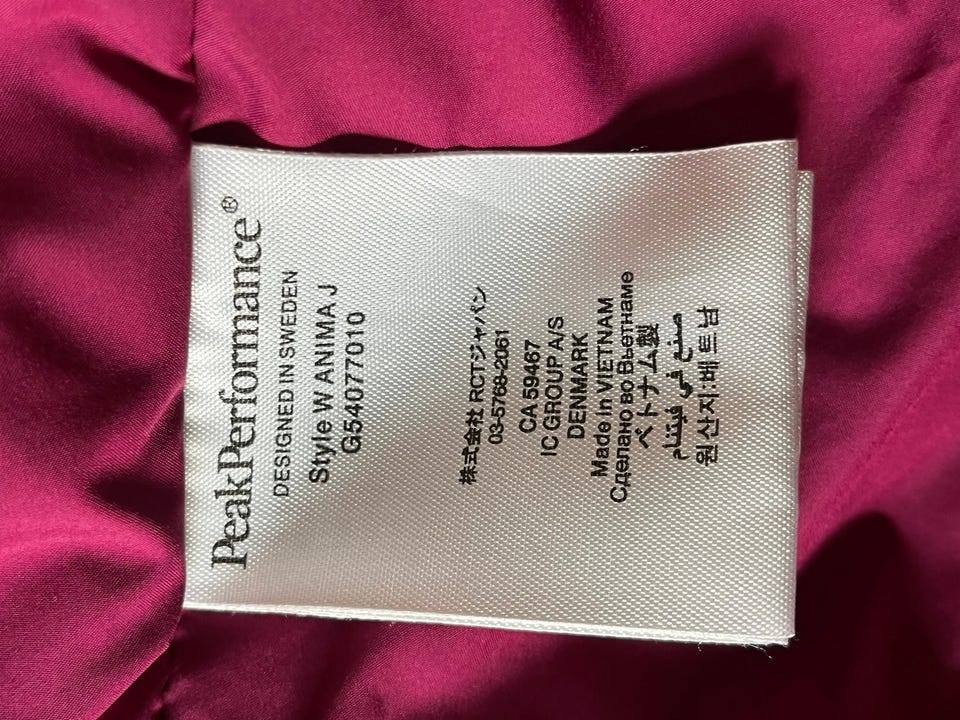 PeakPerformance®
DESIGNED IN SWEDEN
Style W ANIMA J
G54077010
株式会社 RCTジャパン
03-5768-2061
CA 59467
IC GROUP A/S
DENMARK
Made in VIETNAM
Сделано во Вьетнаме
ベトナム製
صنع في فيتنام
원산지:베트남